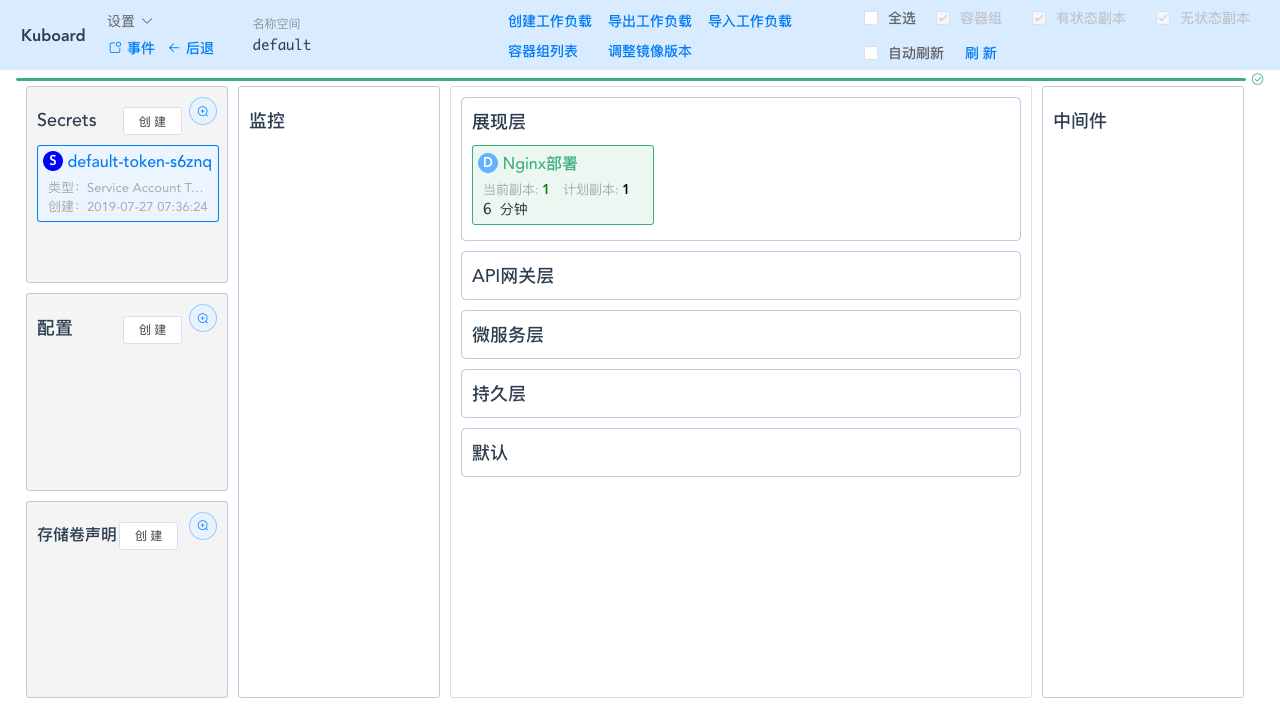 Kuboard
设置
事件
后退
名称空间
default
创建工作负载
导出工作负载
导入工作负载
容器组列表
调整镜像版本
全选
容器组
有状态副本
无状态副本
自动刷新
刷 新
Secrets
创 建
S default-token-s6znq
类型：Service Account T...
创建：2019-07-27 07:36:24
配置
创 建
存储卷声明
创 建
监控
展现层
D Nginx部署
当前副本: 1 计划副本: 1
6 分钟
API网关层
微服务层
持久层
默认
中间件